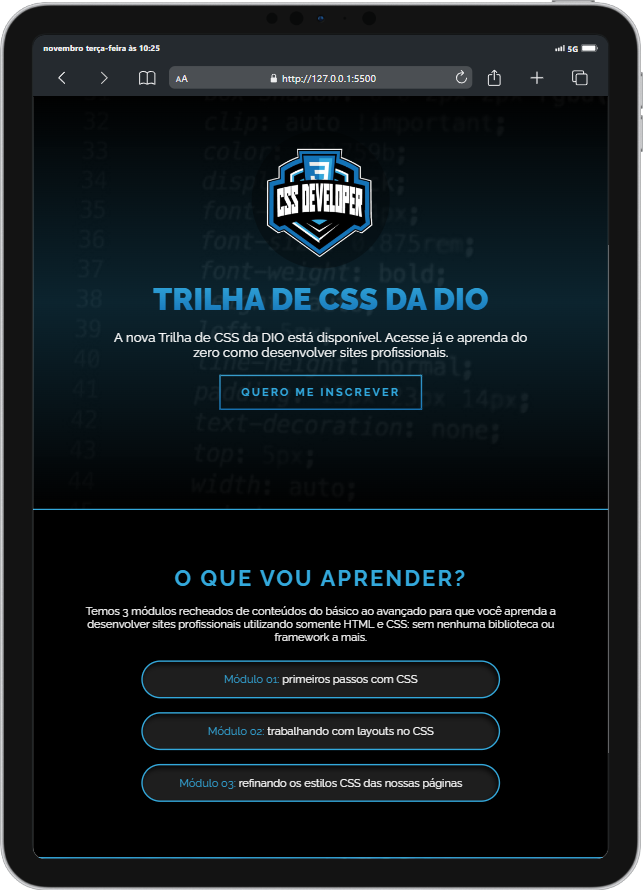 novembro terça-feira às 10:25
5G
AA
http://127.0.0.1:5500
32 clip: auto !important;
33 color:
34
35 font-
36 font-
875rem;
37 font-weight: bold;
38
39
40 line-height: normal;
41 padding:
14px;
42 text-decoration: none;
43 top: 5px;
44 width: auto;
3
CSS DEVELOPER
TRILHA DE CSS DA DIO
A nova Trilha de CSS da DIO está disponível. Acesse já e aprenda do
zero como desenvolver sites profissionais.
QUERO ME INSCREVER
O QUE VOU APRENDER?
Temos 3 módulos recheados de conteúdos do básico ao avançado para que você aprenda a
desenvolver sites profissionais utilizando somente HTML e CSS: sem nenhuma biblioteca ou
framework a mais.
Módulo 01: primeiros passos com CSS
Módulo 02: trabalhando com layouts no CSS
Módulo 03: refinando os estilos CSS das nossas páginas